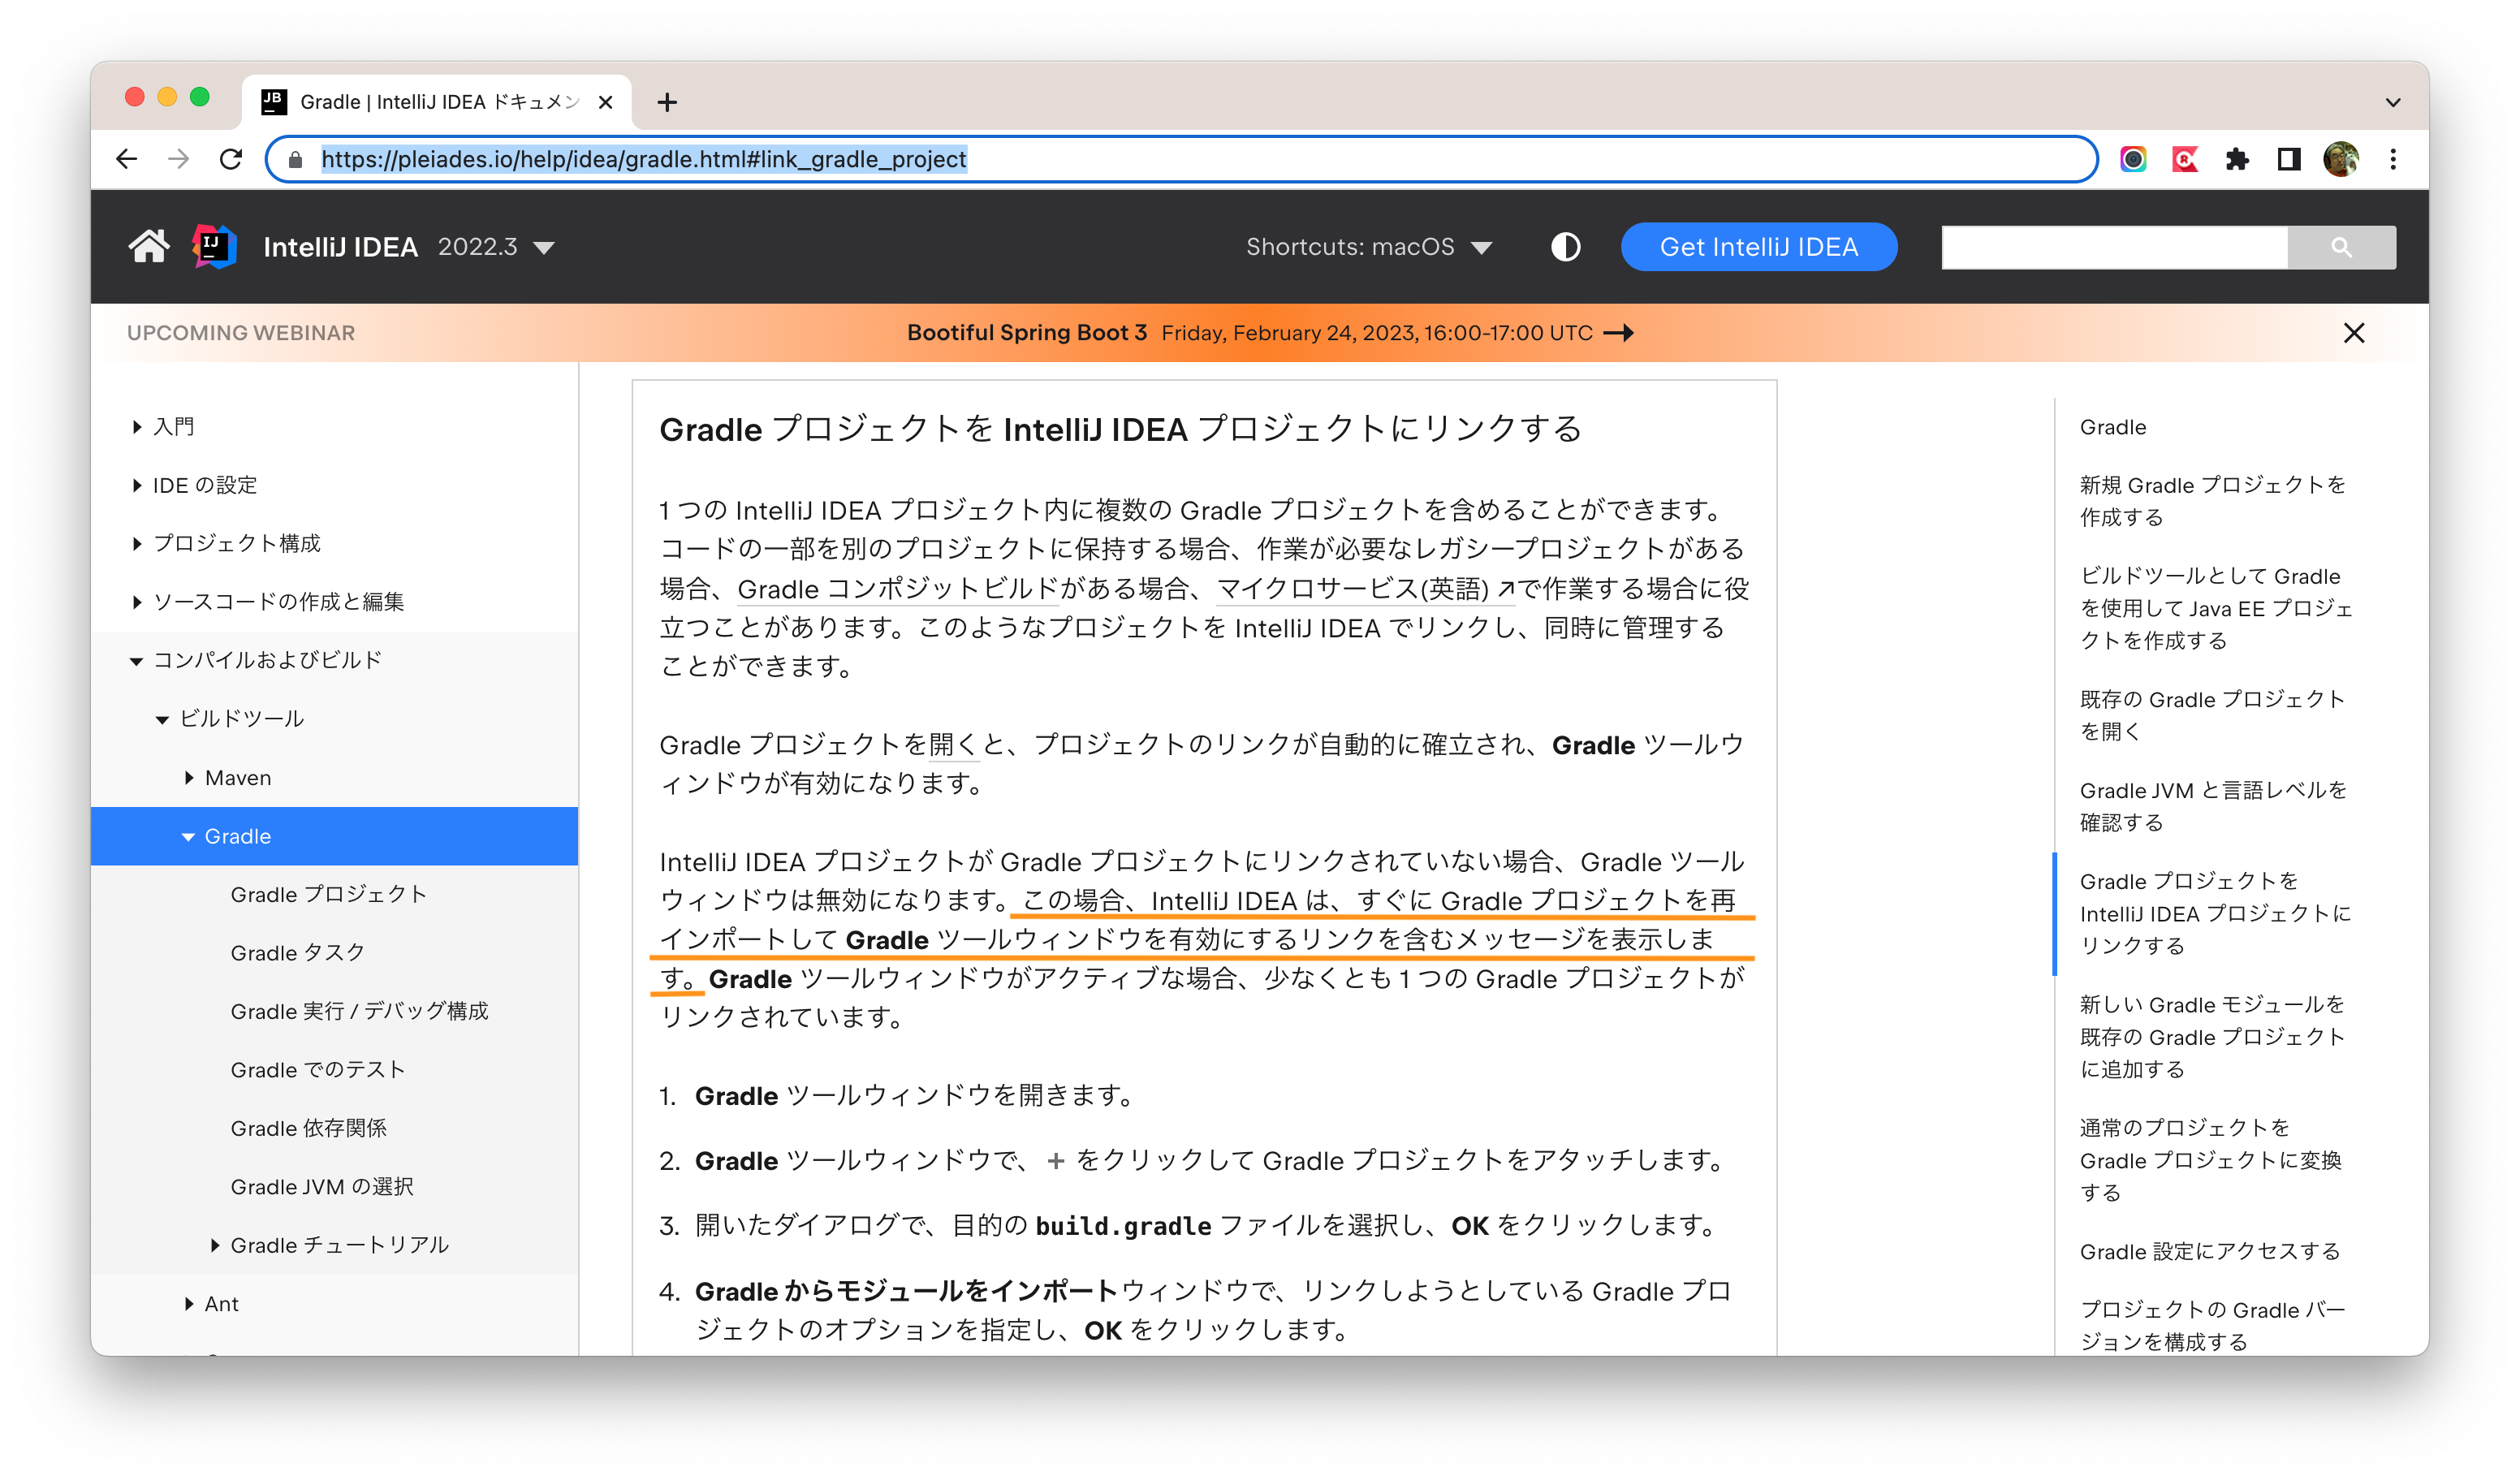 JB
Gradle | IntelliJ IDEA ドキュメン
https://pleiades.io/help/idea/gradle.html#link_gradle_project
IJ
IntelliJ IDEA 2022.3
Shortcuts: macOS
Get IntelliJ IDEA
UPCOMING WEBINAR
Bootiful Spring Boot 3 Friday, February 24, 2023, 16:00-17:00 UTC →
入門
IDE の設定
プロジェクト構成
ソースコードの作成と編集
コンパイルおよびビルド
ビルドツール
Maven
Gradle
Gradle プロジェクト
Gradle タスク
Gradle 実行 / デバッグ構成
Gradle でのテスト
Gradle 依存関係
Gradle JVM の選択
Gradle チュートリアル
Ant
Gradle プロジェクトを IntelliJ IDEA プロジェクトにリンクする
1 つの IntelliJ IDEA プロジェクト内に複数の Gradle プロジェクトを含めることができます。
コードの一部を別のプロジェクトに保持する場合、作業が必要なレガシープロジェクトがある
場合、Gradle コンポジットビルドがある場合、マイクロサービス(英語) ↗で作業する場合に役
立つことがあります。このようなプロジェクトを IntelliJ IDEA でリンクし、同時に管理する
ことができます。
Gradle プロジェクトを開くと、プロジェクトのリンクが自動的に確立され、Gradle ツールウ
ィンドウが有効になります。
IntelliJ IDEA プロジェクトが Gradle プロジェクトにリンクされていない場合、Gradle ツール
ウィンドウは無効になります。この場合、IntelliJ IDEA は、すぐに Gradle プロジェクトを再
インポートして Gradle ツールウィンドウを有効にするリンクを含むメッセージを表示しま
す。Gradle ツールウィンドウがアクティブな場合、少なくとも 1 つの Gradle プロジェクトが
リンクされています。
1. Gradle ツールウィンドウを開きます。
2. Gradle ツールウィンドウで、 + をクリックして Gradle プロジェクトをアタッチします。
3. 開いたダイアログで、目的の build.gradle ファイルを選択し、OK をクリックします。
4. Gradle からモジュールをインポートウィンドウで、リンクしようとしている Gradle プロ
ジェクトのオプションを指定し、OK をクリックします。
Gradle
新規 Gradle プロジェクトを
作成する
ビルドツールとして Gradle
を使用して Java EE プロジェ
クトを作成する
既存の Gradle プロジェクト
を開く
Gradle JVM と言語レベルを
確認する
Gradle プロジェクトを
IntelliJ IDEA プロジェクトに
リンクする
新しい Gradle モジュールを
既存の Gradle プロジェクト
に追加する
通常のプロジェクトを
Gradle プロジェクトに変換
する
Gradle 設定にアクセスする
プロジェクトの Gradle バー
ジョンを構成する